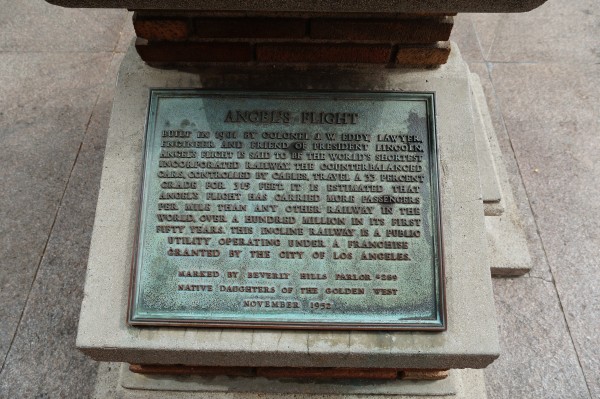 ANGEL'S FLIGHT
BUILT IN 1901 BY COLONEL J. W. EDDY, LAWYER,
ENGINEER AND FRIEND OF PRESIDENT LINCOLN,
ANGEL'S FLIGHT IS SAID TO BE THE WORLD'S SHORTEST
INCORPORATED RAILWAY. THE COUNTERBALANCED
CARS, CONTROLLED BY CABLES, TRAVEL A 33 PERCENT
GRADE FOR 315 FEET. IT IS ESTIMATED THAT
ANGEL'S FLIGHT HAS CARRIED MORE PASSENGERS
PER MILE THAN ANY OTHER RAILWAY IN THE
WORLD, OVER A HUNDRED MILLION IN ITS FIRST
FIFTY YEARS. THIS INCLINE RAILWAY IS A PUBLIC
UTILITY OPERATING UNDER A FRANCHISE
GRANTED BY THE CITY OF LOS ANGELES.
MARKED BY BEVERLY HILLS PARLOR #289
NATIVE DAUGHTERS OF THE GOLDEN WEST
NOVEMBER 1952